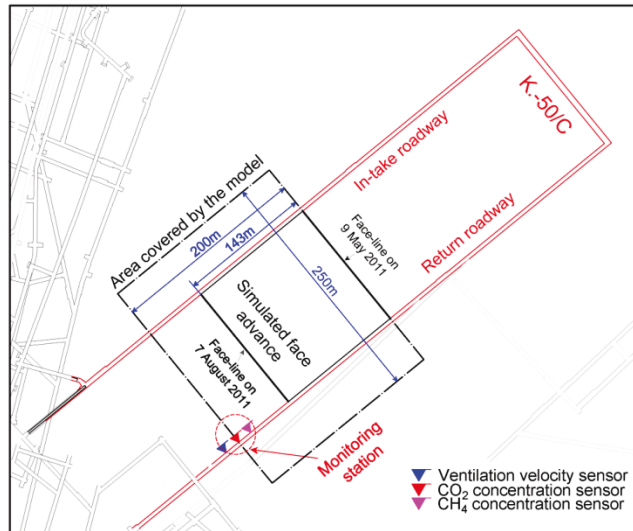 K.-50/C
In-take roadway
Return roadway
Area covered by the model
200m
143m
250m
Face-line on
9 May 2011
Simulated face
advance
Face-line on
7 August 2011
Monitoring
station
Ventilation velocity sensor
CO₂ concentration sensor
CH₄ concentration sensor